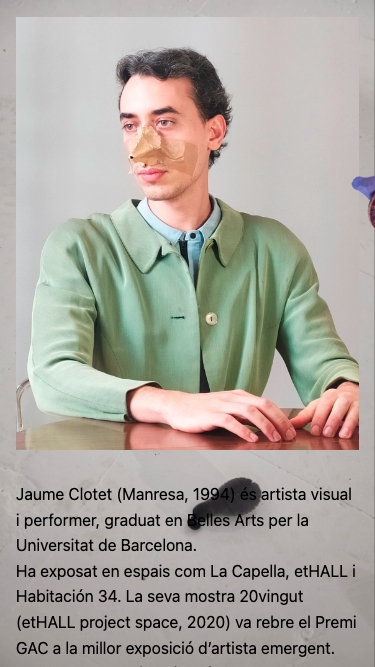 Jaume Clotet (Manresa, 1994) és artista visual
i performer, graduat en Belles Arts per la
Universitat de Barcelona.
Ha exposat en espais com La Capella, etHALL i
Habitación 34. La seva mostra 20vingut
(etHALL project space, 2020) va rebre el Premi
GAC a la millor exposició d’artista emergent.